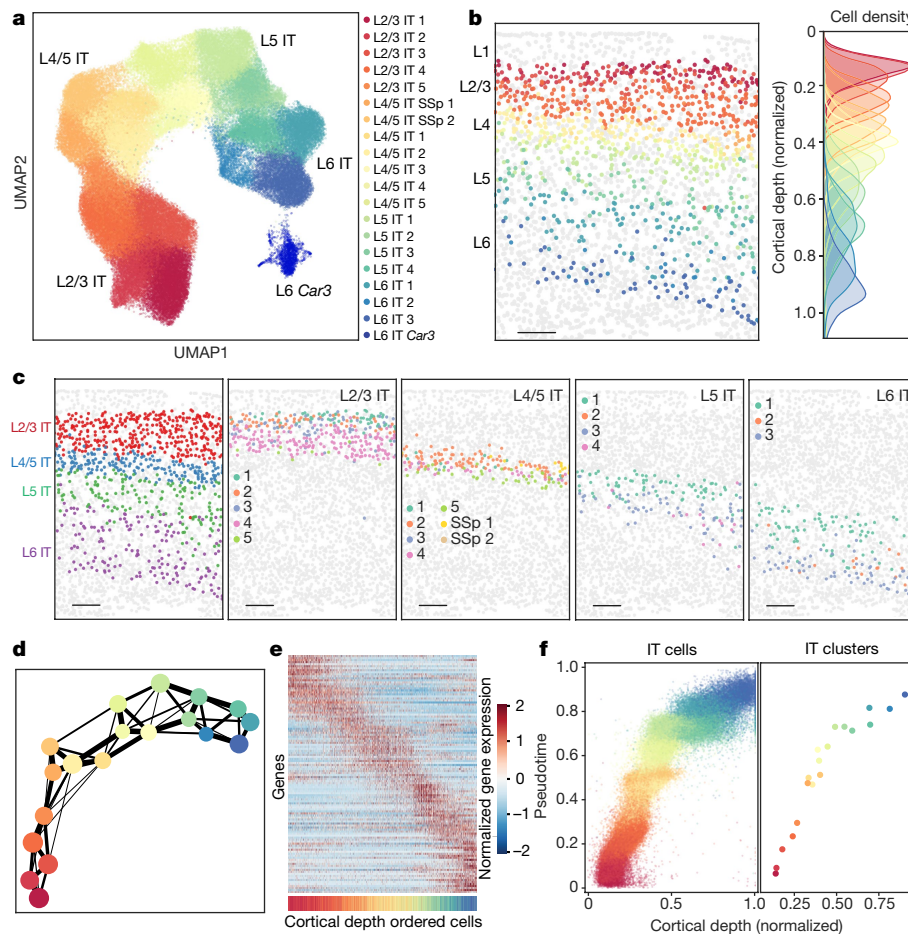 a
L5 IT
L4/5 IT
L6 IT
L2/3 IT
L6 Car3
UMAP2
UMAP1
L2/3 IT 1
L2/3 IT 2
L2/3 IT 3
L2/3 IT 4
L2/3 IT 5
L4/5 IT SSp 1
L4/5 IT SSp 2
L4/5 IT 1
L4/5 IT 2
L4/5 IT 3
L4/5 IT 4
L4/5 IT 5
L5 IT 1
L5 IT 2
L5 IT 3
L5 IT 4
L6 IT 1
L6 IT 2
L6 IT 3
L6 IT Car3
b
L1
L2/3
L4
L5
L6
Cell density
Cortical depth (normalized)
0
0.2
0.4
0.6
0.8
1.0
c
L2/3 IT
L4/5 IT
L5 IT
L6 IT
L2/3 IT
1
2
3
4
5
L4/5 IT
1
2
3
4
5
SSp 1
SSp 2
L5 IT
1
2
3
4
L6 IT
1
2
3
d
e
Genes
Cortical depth ordered cells
Normalized gene expression
2
1
0
−1
−2
f
IT cells
IT clusters
Pseudotime
1.0
0.8
0.6
0.4
0.2
0
0
0.5
1.0
0.25
0.50
0.75
Cortical depth (normalized)